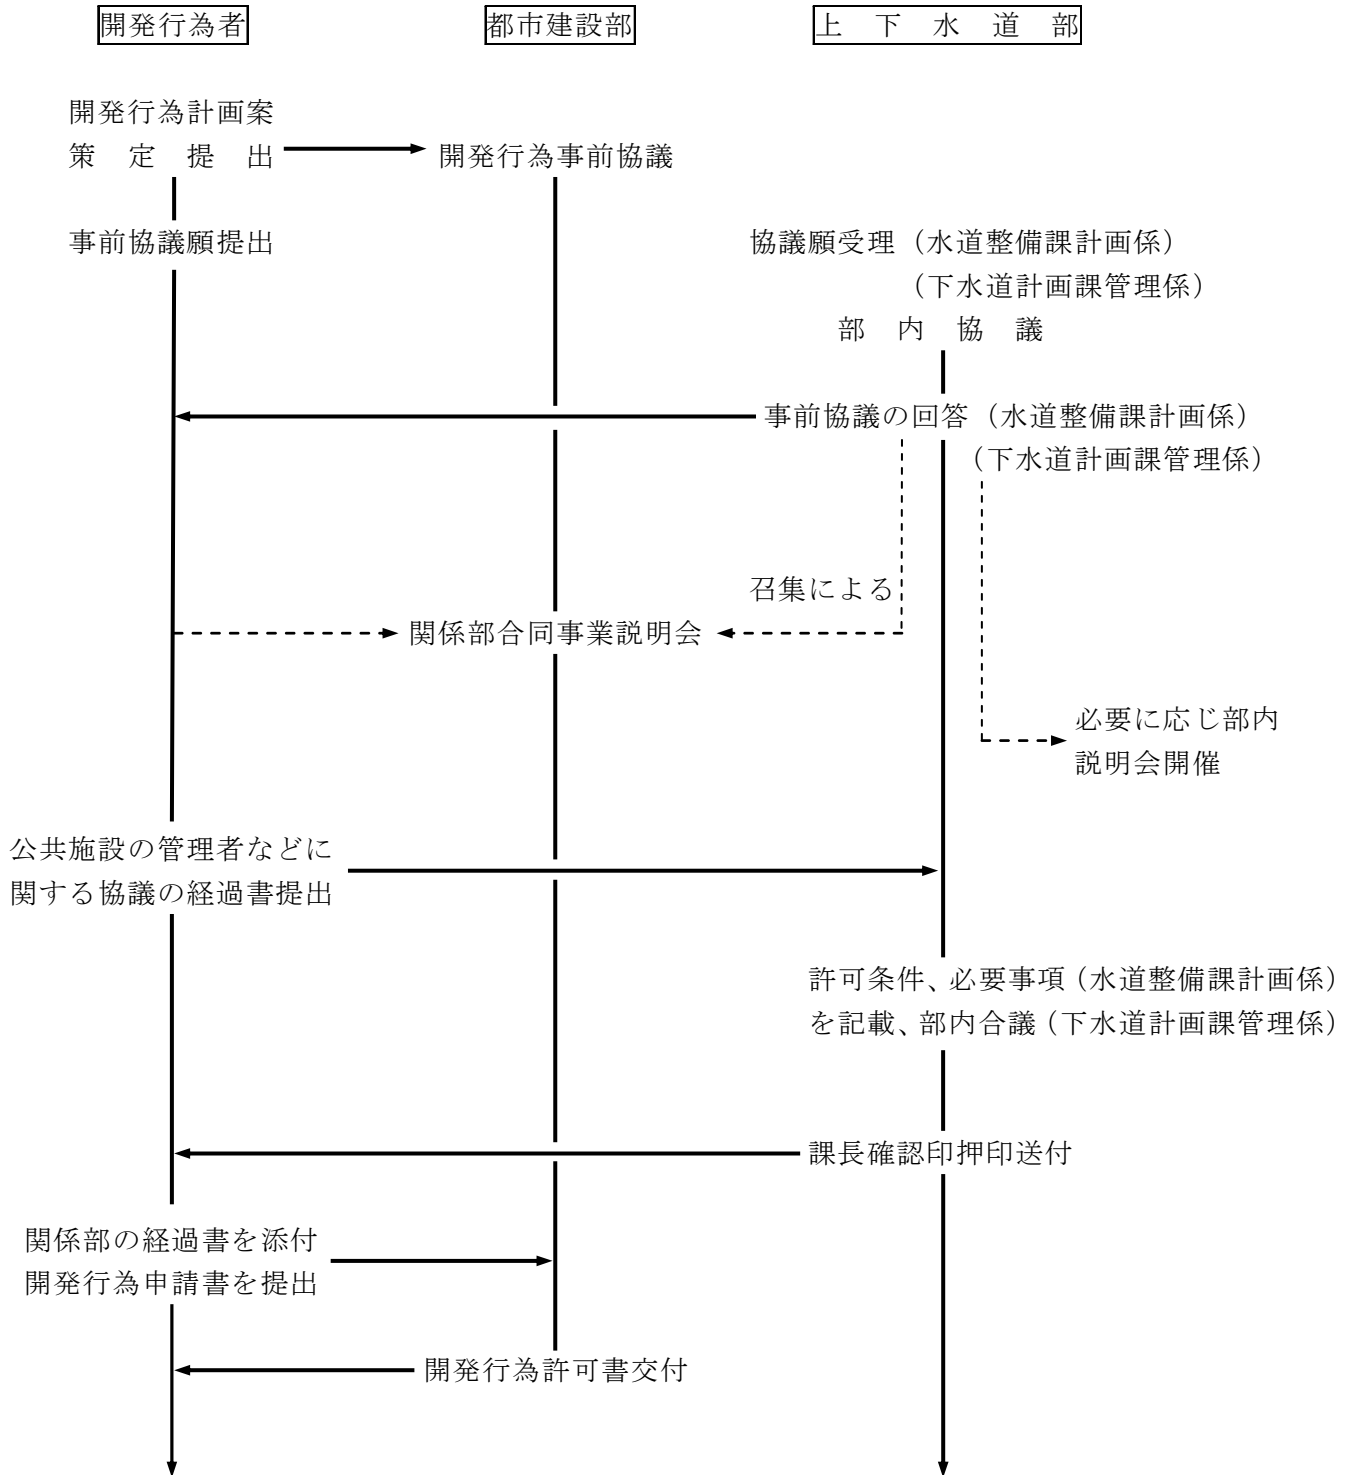 開発行為者 都市建設部 上下水道部
開発行為計画案
策定提出 開発行為事前協議
事前協議願提出 協議願受理（水道整備課計画係）
（下水道計画課管理係）
部内協議
事前協議の回答（水道整備課計画係）
（下水道計画課管理係）
召集による
関係部合同事業説明会
必要に応じ部内
説明会開催
公共施設の管理者などに
関する協議の経過書提出
許可条件、必要事項（水道整備課計画係）
を記載、部内合議（下水道計画課管理係）
課長確認印押印送付
関係部の経過書を添付
開発行為申請書を提出
開発行為許可書交付